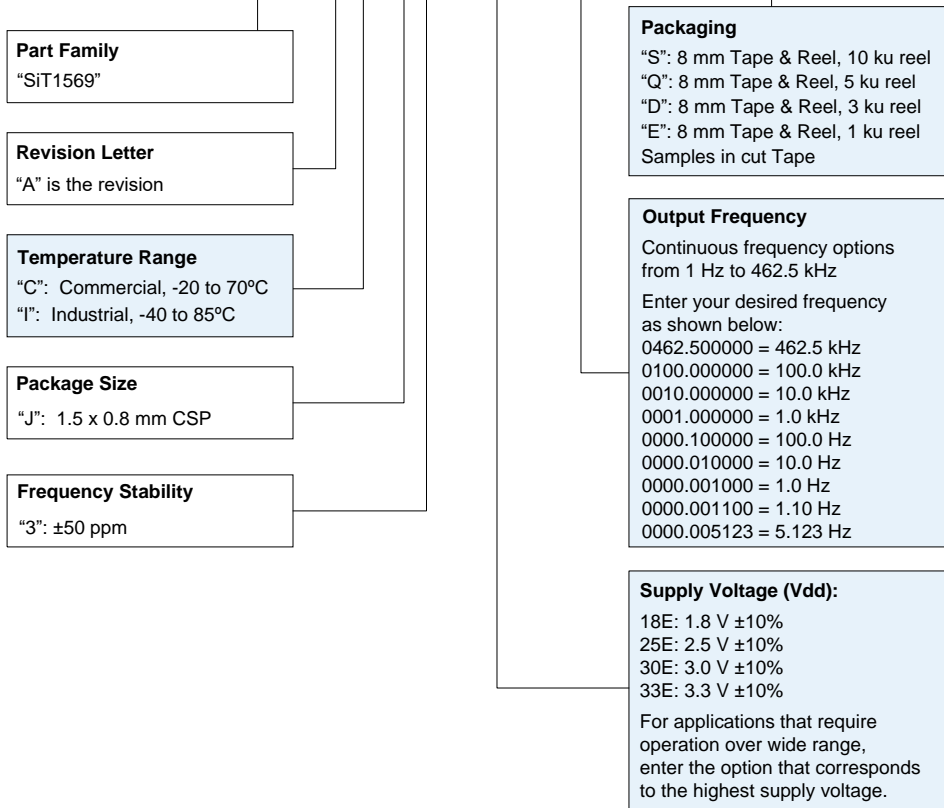 Part Family
“SiT1569”
Revision Letter
“A” is the revision
Temperature Range
“C”: Commercial, -20 to 70ºC
“I”: Industrial, -40 to 85ºC
Package Size
“J”: 1.5 x 0.8 mm CSP
Frequency Stability
“3”: ±50 ppm
Packaging
“S”: 8 mm Tape & Reel, 10 ku reel
“Q”: 8 mm Tape & Reel, 5 ku reel
“D”: 8 mm Tape & Reel, 3 ku reel
“E”: 8 mm Tape & Reel, 1 ku reel
Samples in cut Tape
Output Frequency
Continuous frequency options
from 1 Hz to 462.5 kHz
Enter your desired frequency
as shown below:
0462.500000 = 462.5 kHz
0100.000000 = 100.0 kHz
0010.000000 = 10.0 kHz
0001.000000 = 1.0 kHz
0000.100000 = 100.0 Hz
0000.010000 = 10.0 Hz
0000.001000 = 1.0 Hz
0000.001100 = 1.10 Hz
0000.005123 = 5.123 Hz
Supply Voltage (Vdd):
18E: 1.8 V ±10%
25E: 2.5 V ±10%
30E: 3.0 V ±10%
33E: 3.3 V ±10%
For applications that require
operation over wide range,
enter the option that corresponds
to the highest supply voltage.